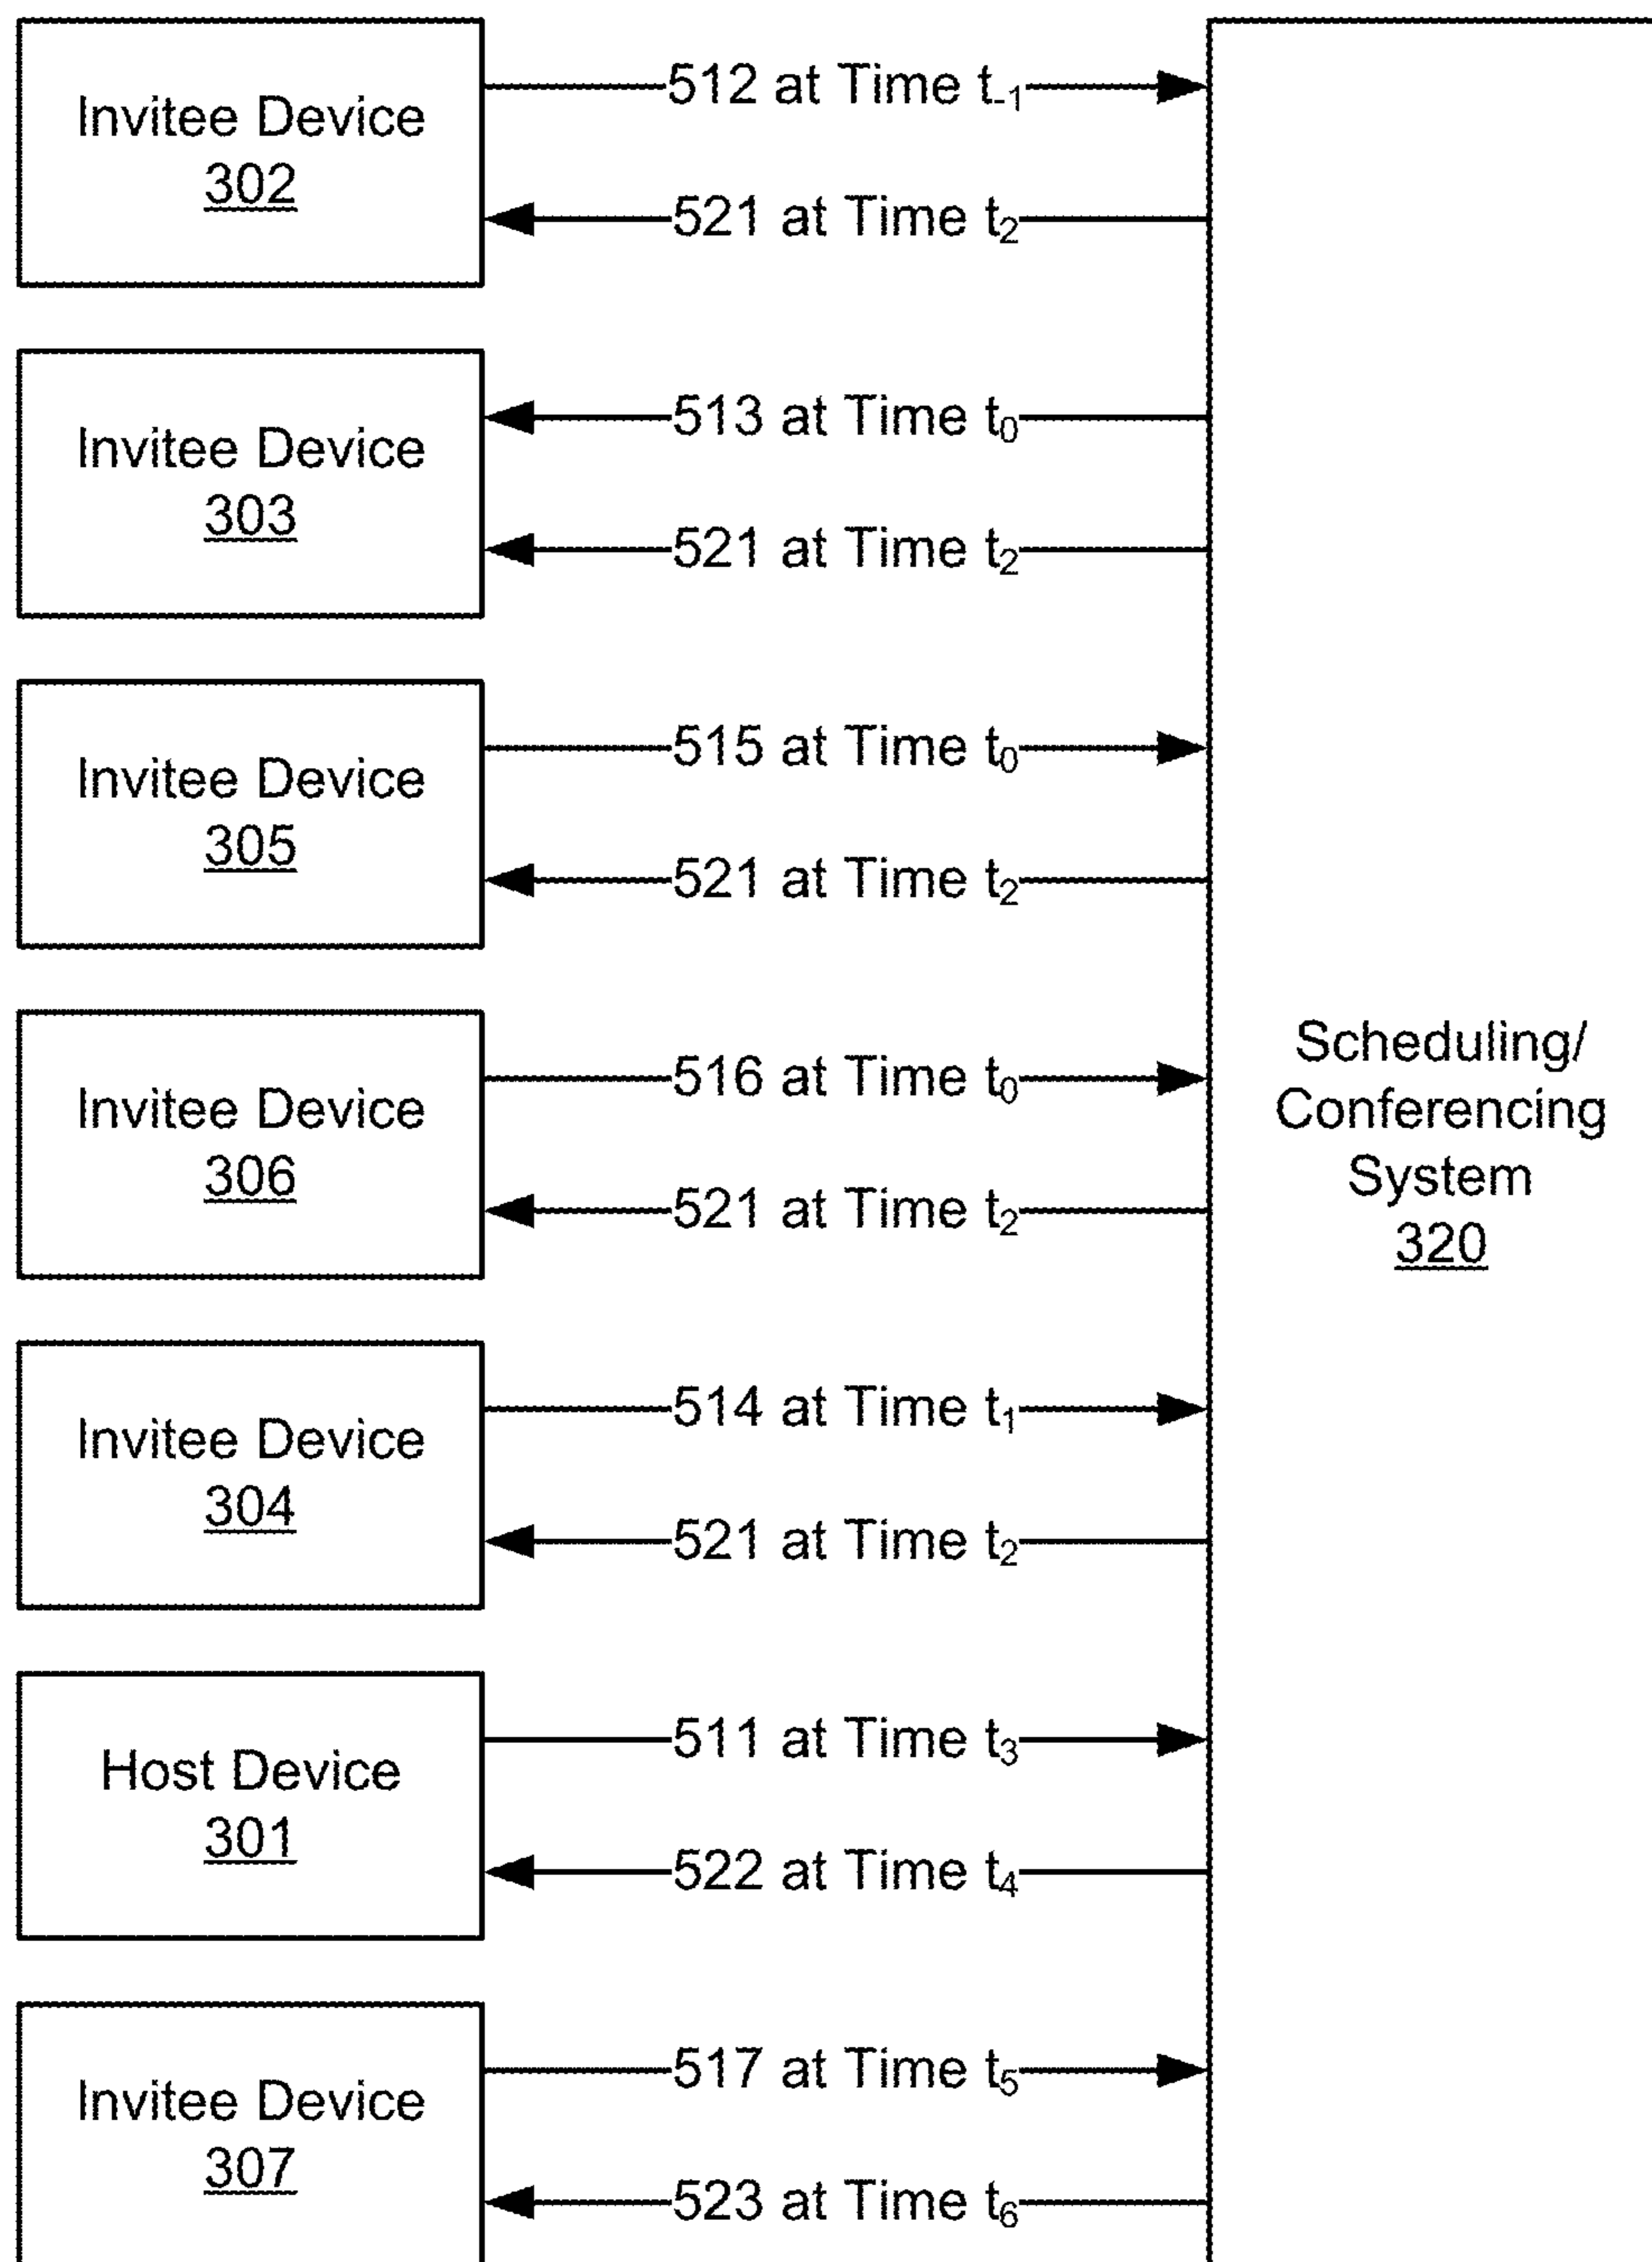 Invitee Device
302
512 at Time t₋₁
521 at Time t₂
Invitee Device
303
513 at Time t₀
521 at Time t₂
Invitee Device
305
515 at Time t₀
521 at Time t₂
Invitee Device
306
516 at Time t₀
521 at Time t₂
Invitee Device
304
514 at Time t₁
521 at Time t₂
Host Device
301
511 at Time t₃
522 at Time t₄
Invitee Device
307
517 at Time t₅
523 at Time t₆
Scheduling/
Conferencing
System
320